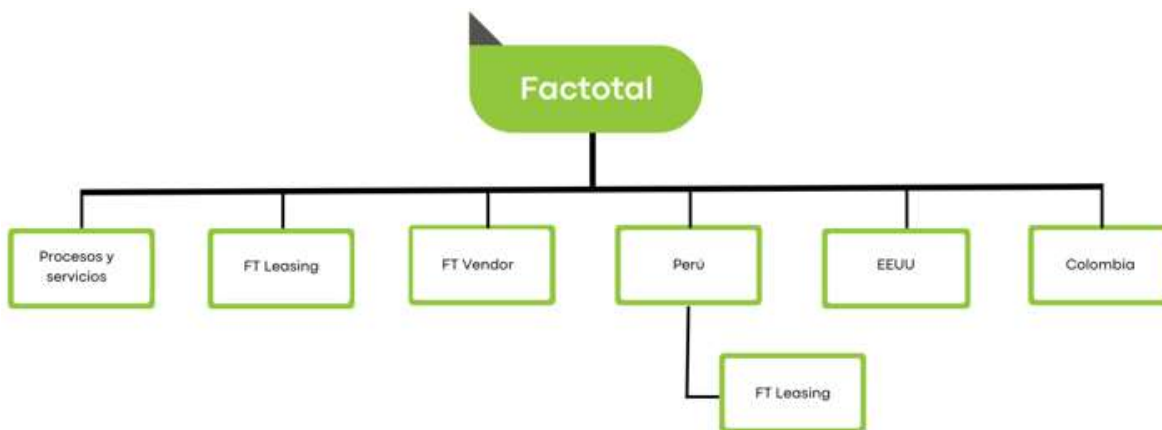 Factotal
Procesos y
servicios
FT Leasing
FT Vendor
Perú
EEUU
Colombia
FT Leasing